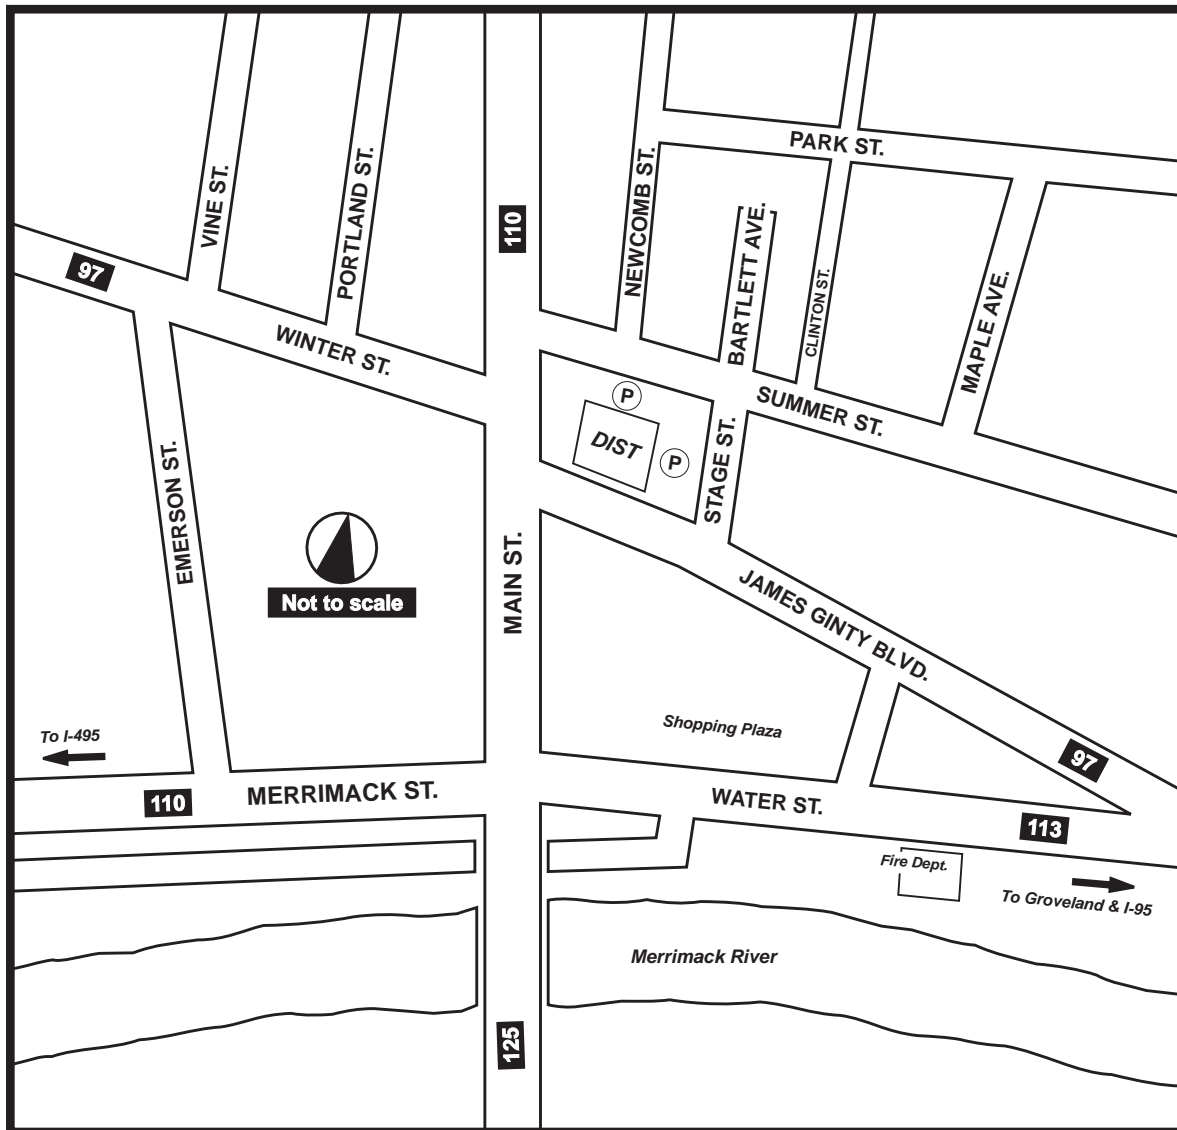 PARK ST.
VINE ST.
PORTLAND ST.
NEWCOMB ST.
110
BARTLETT AVE.
97
CLINTON ST.
MAPLE AVE.
WINTER ST.
P
SUMMER ST.
DIST
P
STAGE ST.
EMERSON ST.
MAIN ST.
Not to scale
JAMES GINTY BLVD.
Shopping Plaza
To I-495
97
110
MERRIMACK ST.
WATER ST.
113
Fire Dept.
To Groveland & I-95
Merrimack River
125